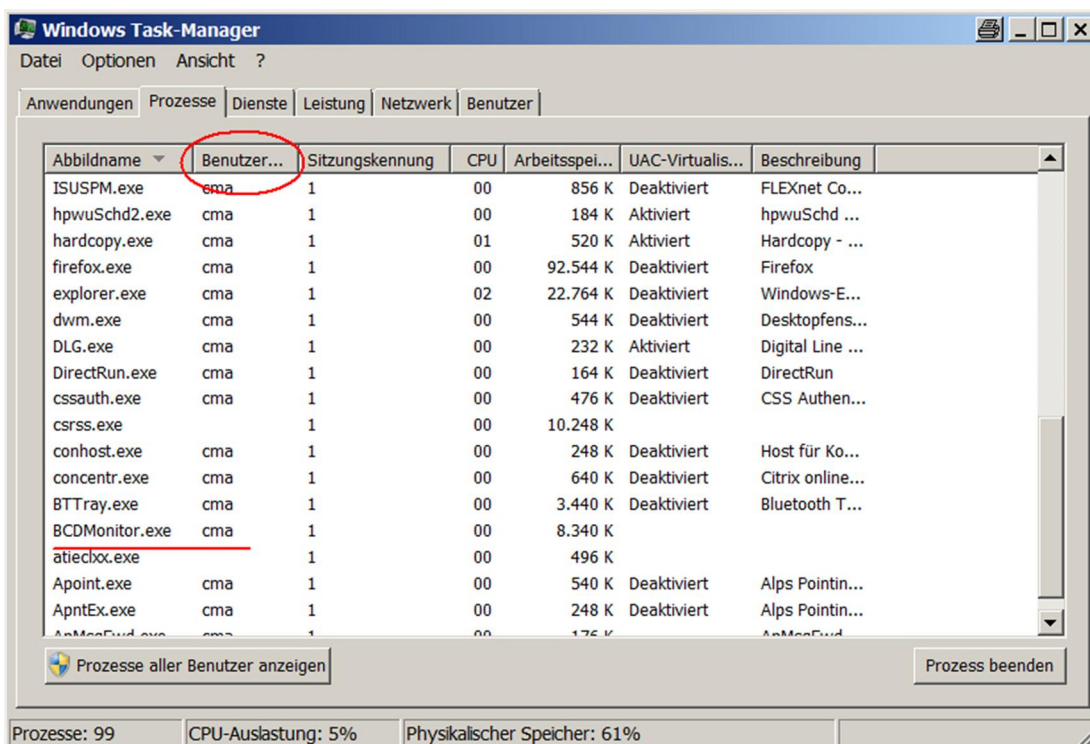 Windows Task-Manager
Datei Optionen Ansicht ?
Anwendungen Prozesse Dienste Leistung Netzwerk Benutzer
Abbildname Benutzer... Sitzungskennung CPU Arbeitsspei... UAC-Virtualis... Beschreibung
ISUSPM.exe cma 1 00 856 K Deaktiviert FLEXnet Co...
hpwuSchd2.exe cma 1 00 184 K Aktiviert hpwuSchd ...
hardcopy.exe cma 1 01 520 K Aktiviert Hardcopy - ...
firefox.exe cma 1 00 92.544 K Deaktiviert Firefox
explorer.exe cma 1 02 22.764 K Deaktiviert Windows-E...
dwm.exe cma 1 00 544 K Deaktiviert Desktopfens...
DLG.exe cma 1 00 232 K Aktiviert Digital Line ...
DirectRun.exe cma 1 00 164 K Deaktiviert DirectRun
cssauth.exe cma 1 00 476 K Deaktiviert CSS Authen...
csrss.exe 1 00 10.248 K
conhost.exe cma 1 00 248 K Deaktiviert Host für Ko...
concentr.exe cma 1 00 640 K Deaktiviert Citrix online...
BTTray.exe cma 1 00 3.440 K Deaktiviert Bluetooth T...
BCDMonitor.exe cma 1 00 8.340 K
atieclxx.exe 1 00 496 K
Apoint.exe cma 1 00 540 K Deaktiviert Alps Pointin...
ApntEx.exe cma 1 00 248 K Deaktiviert Alps Pointin...
ApMsgFwd.exe cma 1 00 176 K ApMsgFwd
Prozesse aller Benutzer anzeigen Prozess beenden
Prozesse: 99 CPU-Auslastung: 5% Physikalischer Speicher: 61%